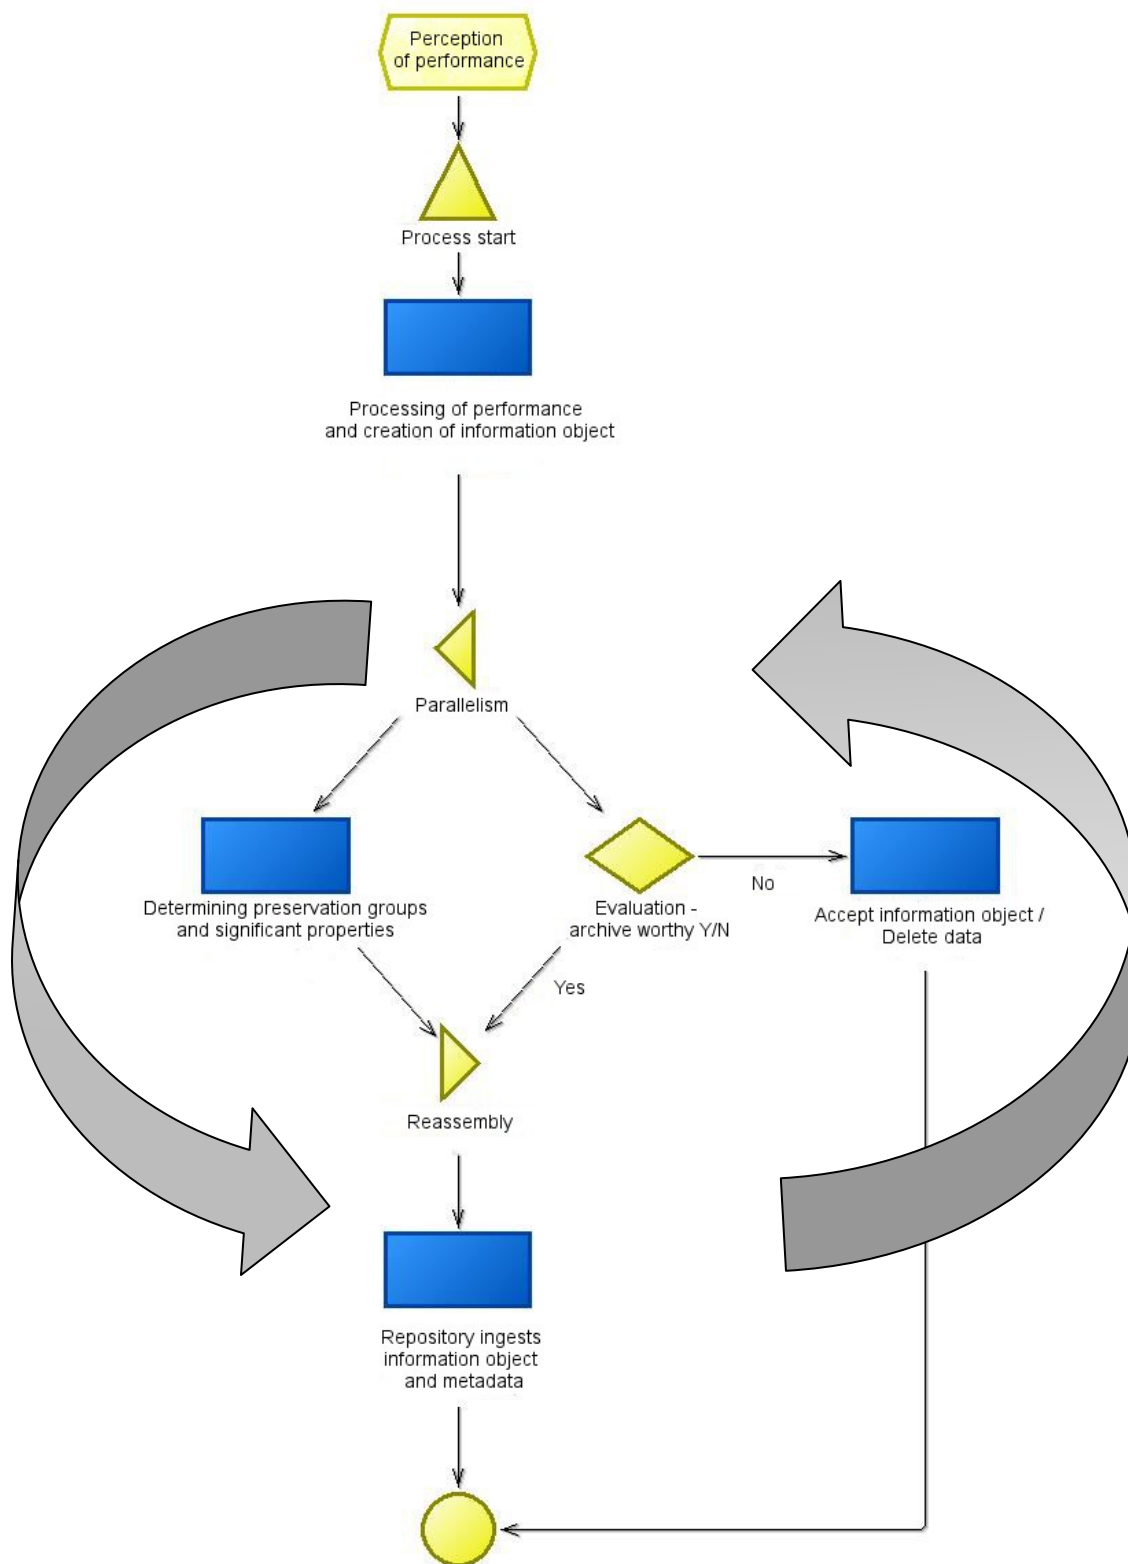 Perception
of performance
Process start
Processing of performance
and creation of information object
Parallelism
No
Determining preservation groups
and significant properties
Evaluation -
archive worthy Y/N
Accept information object /
Delete data
Yes
Reassembly
Repository ingests
information object
and metadata